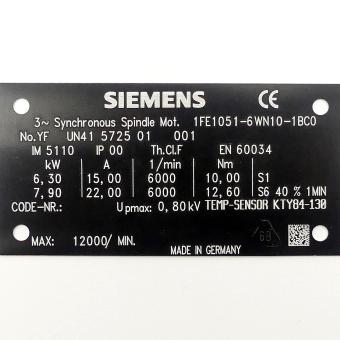 SIEMENS CE
3~ Synchronous Spindle Mot. 1FE1051-6WN10-1BC0
No.YF UN41 5725 01 001
IM 5110 IP 00 Th.Cl.F EN 60034
kW A 1/min Nm
6,30 15,00 6000 10,00 S1
7,90 22,00 6000 12,60 S6 40% 1MIN
CODE-NR.: Upmax: 0,80kV TEMP-SENSOR KTY84-130
68
MAX: 12000/ MIN.
MADE IN GERMANY